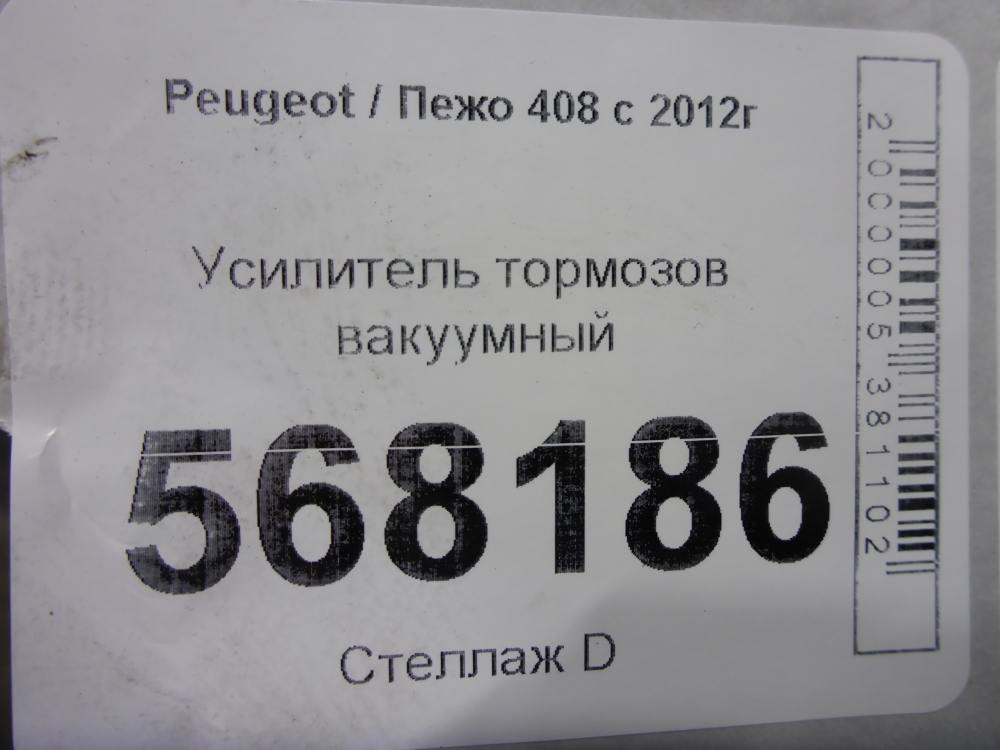 Peugeot / Пежо 408 с 2012г
Усилитель тормозов
вакуумный
568186
Стеллаж D
2000005381102